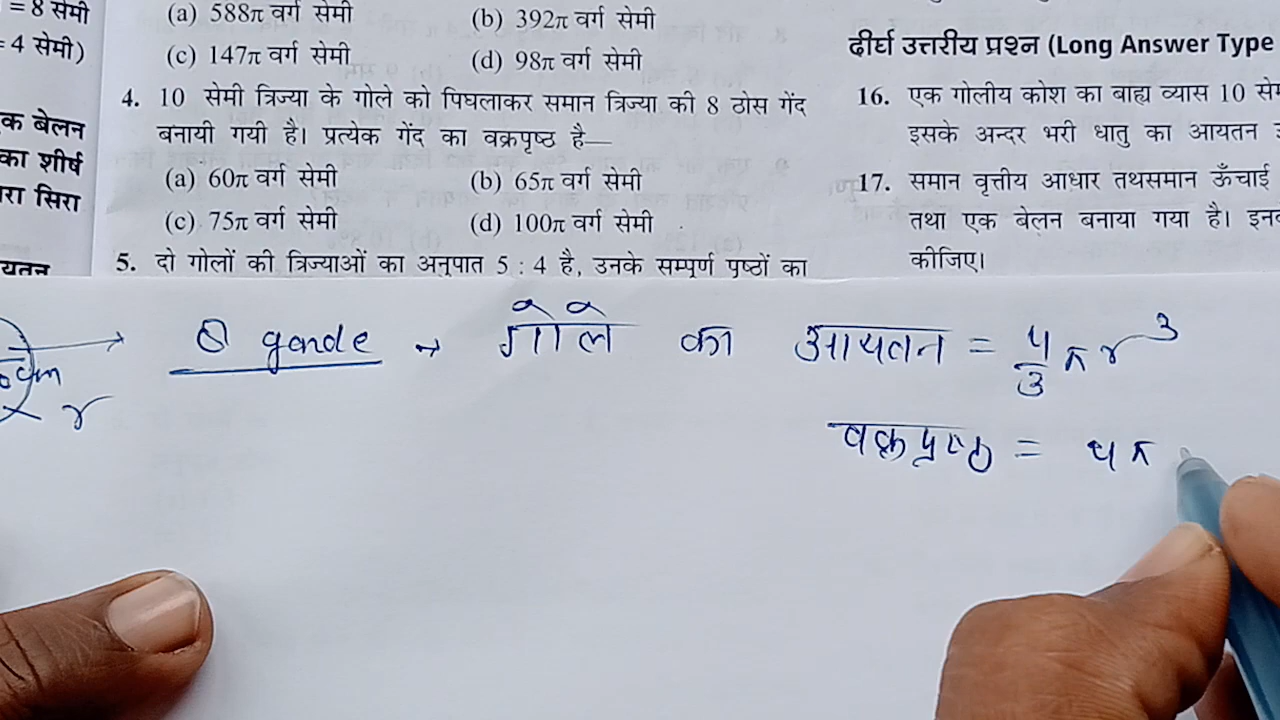 = 8 सेमी
= 4 सेमी)
क बेलन
का शीर्ष
रा सिरा
(a) 588π वर्ग सेमी (b) 392π वर्ग सेमी
(c) 147π वर्ग सेमी (d) 98π वर्ग सेमी
4. 10 सेमी त्रिज्या के गोले को पिघलाकर समान त्रिज्या की 8 ठोस गेंद
बनायी गयी है। प्रत्येक गेंद का वक्रपृष्ठ है—
(a) 60π वर्ग सेमी (b) 65π वर्ग सेमी
(c) 75π वर्ग सेमी (d) 100π वर्ग सेमी
5. दो गोलों की त्रिज्याओं का अनुपात 5 : 4 है, उनके सम्पूर्ण पृष्ठों का
दीर्घ उत्तरीय प्रश्न (Long Answer Type
16. एक गोलीय कोश का बाह्य व्यास 10 सेम
इसके अन्दर भरी धातु का आयतन
17. समान वृत्तीय आधार तथसमान ऊँचाई
तथा एक बेलन बनाया गया है। इन
कीजिए।
8 gende → गोले का आयतन = 4/3 π r³
r
वक्रपृष्ठ = 4π